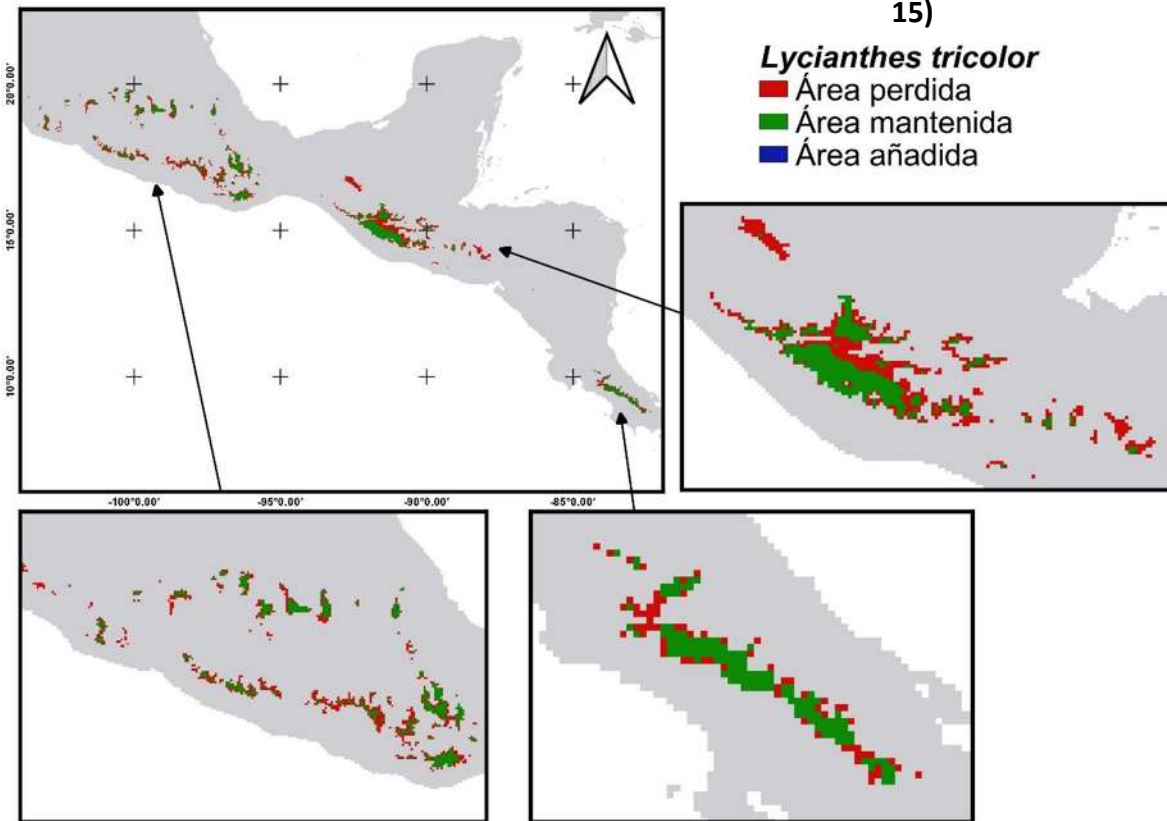 15)
Lycianthes tricolor
Área perdida
Área mantenida
Área añadida
20°0.00'
15°0.00'
10°0.00'
-100°0.00' -95°0.00' -90°0.00' -85°0.00'